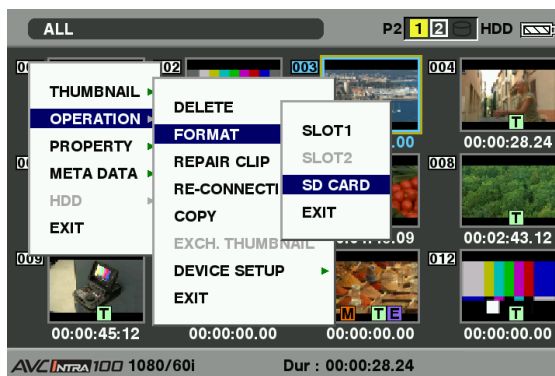 ALL
P2 1 2 HDD
02
003
004
THUMBNAIL
OPERATION
PROPERTY
META DATA
HDD
EXIT
DELETE
FORMAT
REPAIR CLIP
RE-CONNECTI
COPY
EXCH. THUMBNAIL
DEVICE SETUP
EXIT
SLOT1
SLOT2
SD CARD
EXIT
.00
T
00:00:28.24
008
.09
T
00:02:43.12
009
T
00:00:45:12
00:00:00.00
M T E
00:00:00.00
012
T
00:00:00.00
AVC INTRA 100 1080/60i
Dur : 00:00:28.24